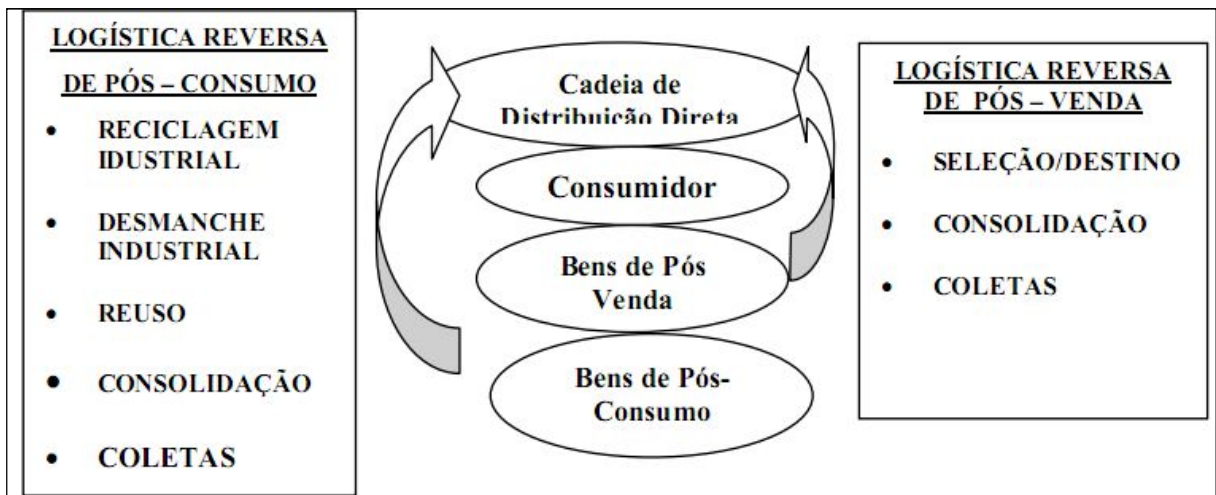 LOGÍSTICA REVERSA
DE PÓS – CONSUMO
• RECICLAGEM
IDUSTRIAL
• DESMANCHE
INDUSTRIAL
• REUSO
• CONSOLIDAÇÃO
• COLETAS
Cadeia de
Distribuição Direta
Consumidor
Bens de Pós
Venda
Bens de Pós-
Consumo
LOGÍSTICA REVERSA
DE PÓS – VENDA
• SELEÇÃO/DESTINO
• CONSOLIDAÇÃO
• COLETAS